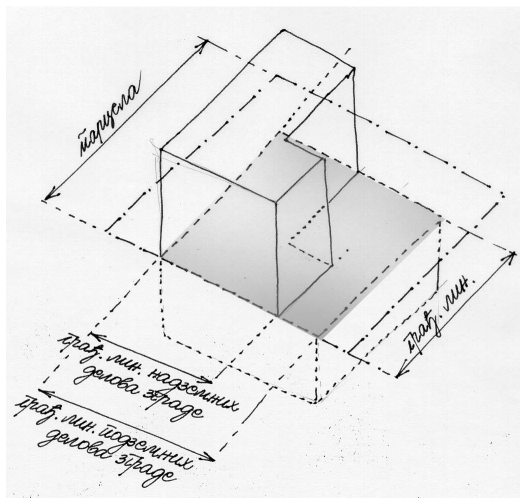 парцела
грађ. лин.
грађ. лин. надземних
делова зграде
грађ. лин. подземних
делова зграде